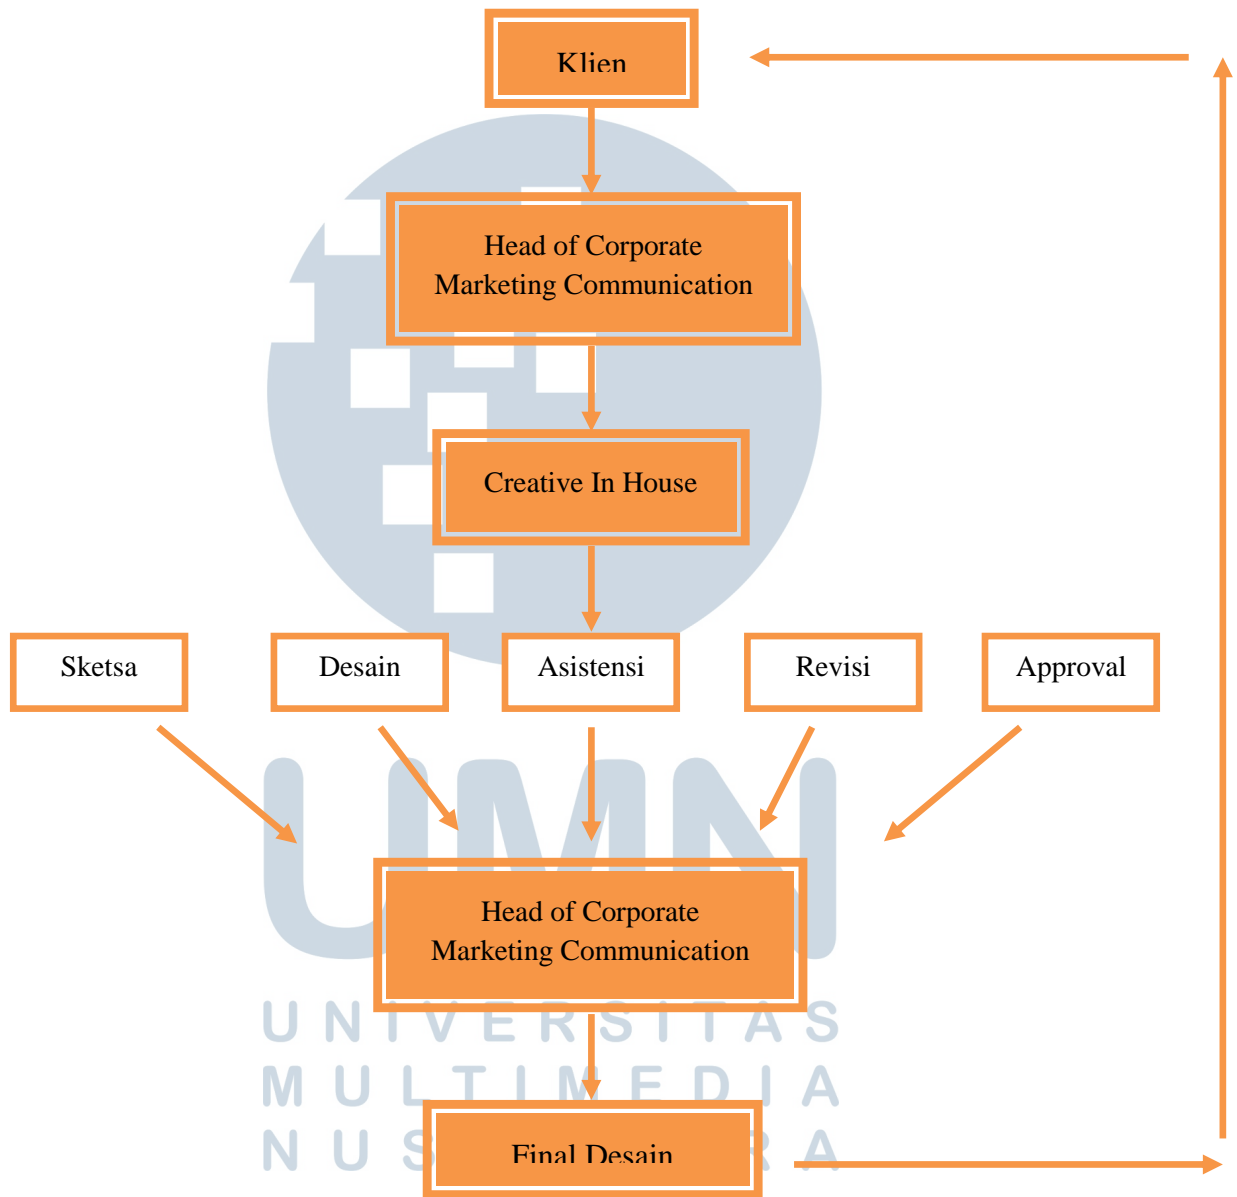 Klien
Head of Corporate
Marketing Communication
Creative In House
Sketsa
Desain
Asistensi
Revisi
Approval
Head of Corporate
Marketing Communication
Final Desain
UMN
UNIVERSITAS
MULTIMEDIA